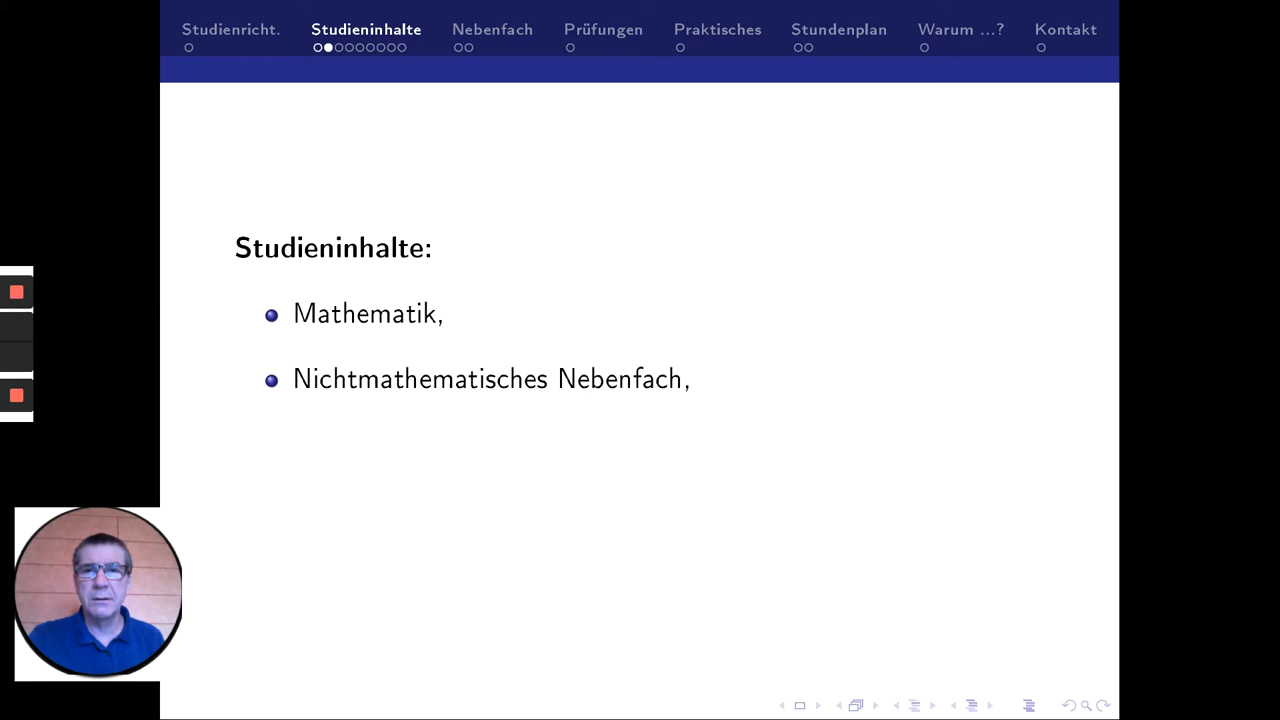 Studienricht. Studieninhalte Nebenfach Prüfungen Praktisches Stundenplan Warum ...? Kontakt
Studieninhalte:
Mathematik,
Nichtmathematisches Nebenfach,